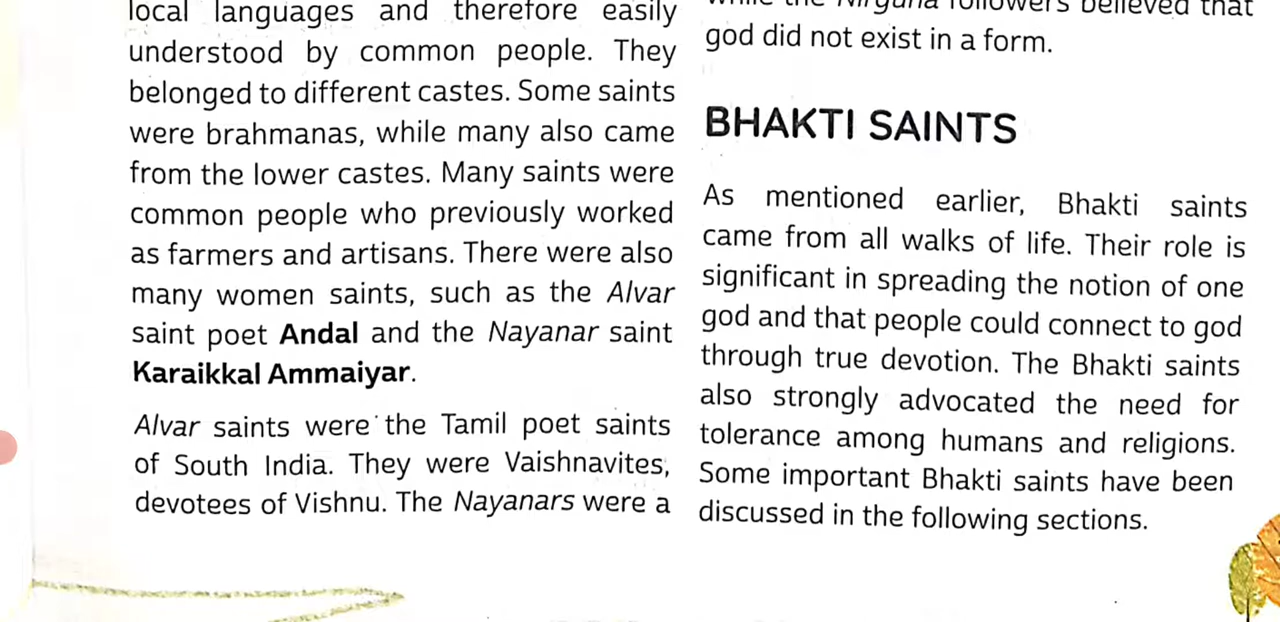 local languages and therefore easily
understood by common people. They
belonged to different castes. Some saints
were brahmanas, while many also came
from the lower castes. Many saints were
common people who previously worked
as farmers and artisans. There were also
many women saints, such as the Alvar
saint poet Andal and the Nayanar saint
Karaikkal Ammaiyar.
Alvar saints were the Tamil poet saints
of South India. They were Vaishnavites,
devotees of Vishnu. The Nayanars were a
while the Nirguna followers believed that
god did not exist in a form.
BHAKTI SAINTS
As mentioned earlier, Bhakti saints
came from all walks of life. Their role is
significant in spreading the notion of one
god and that people could connect to god
through true devotion. The Bhakti saints
also strongly advocated the need for
tolerance among humans and religions.
Some important Bhakti saints have been
discussed in the following sections.